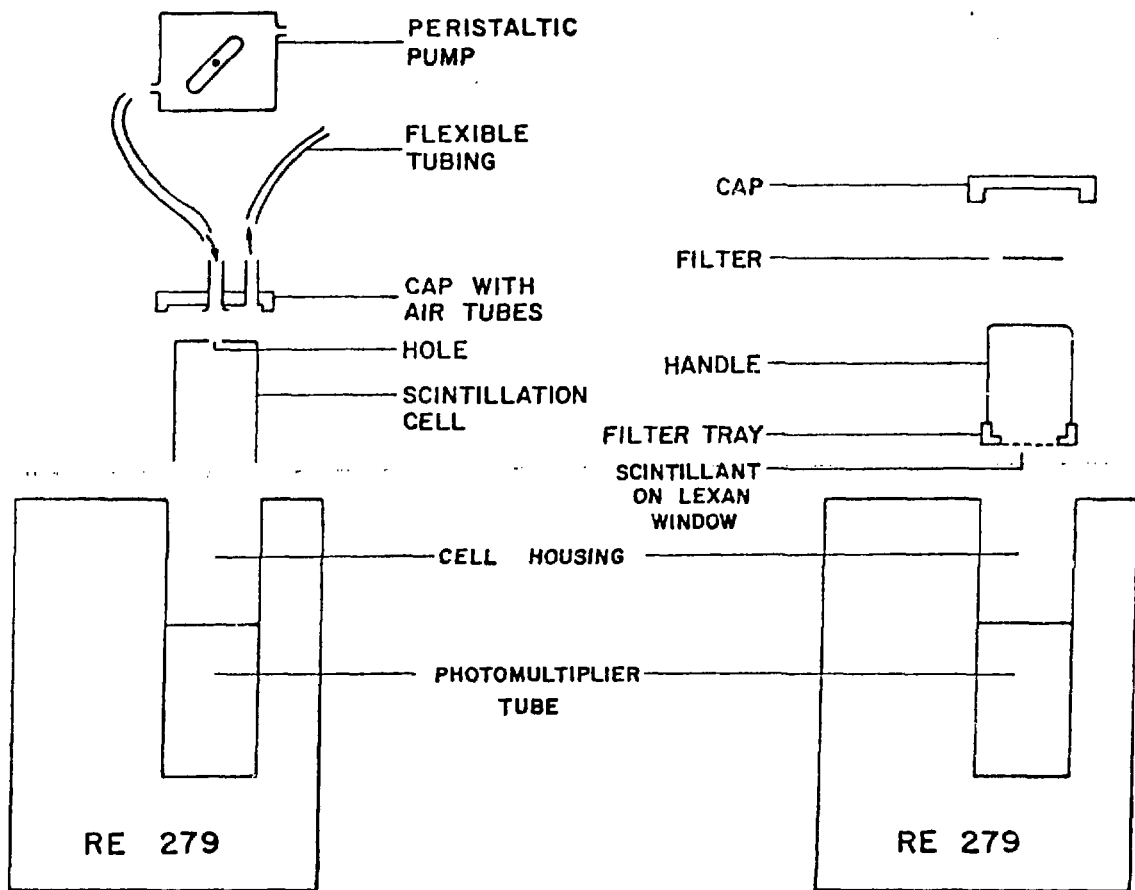 PERISTALTIC
PUMP
FLEXIBLE
TUBING
CAP WITH
AIR TUBES
HOLE
SCINTILLATION
CELL
CAP
FILTER
HANDLE
FILTER TRAY
SCINTILLANT
ON LEXAN
WINDOW
CELL HOUSING
PHOTOMULTIPLIER
TUBE
RE 279
RE 279